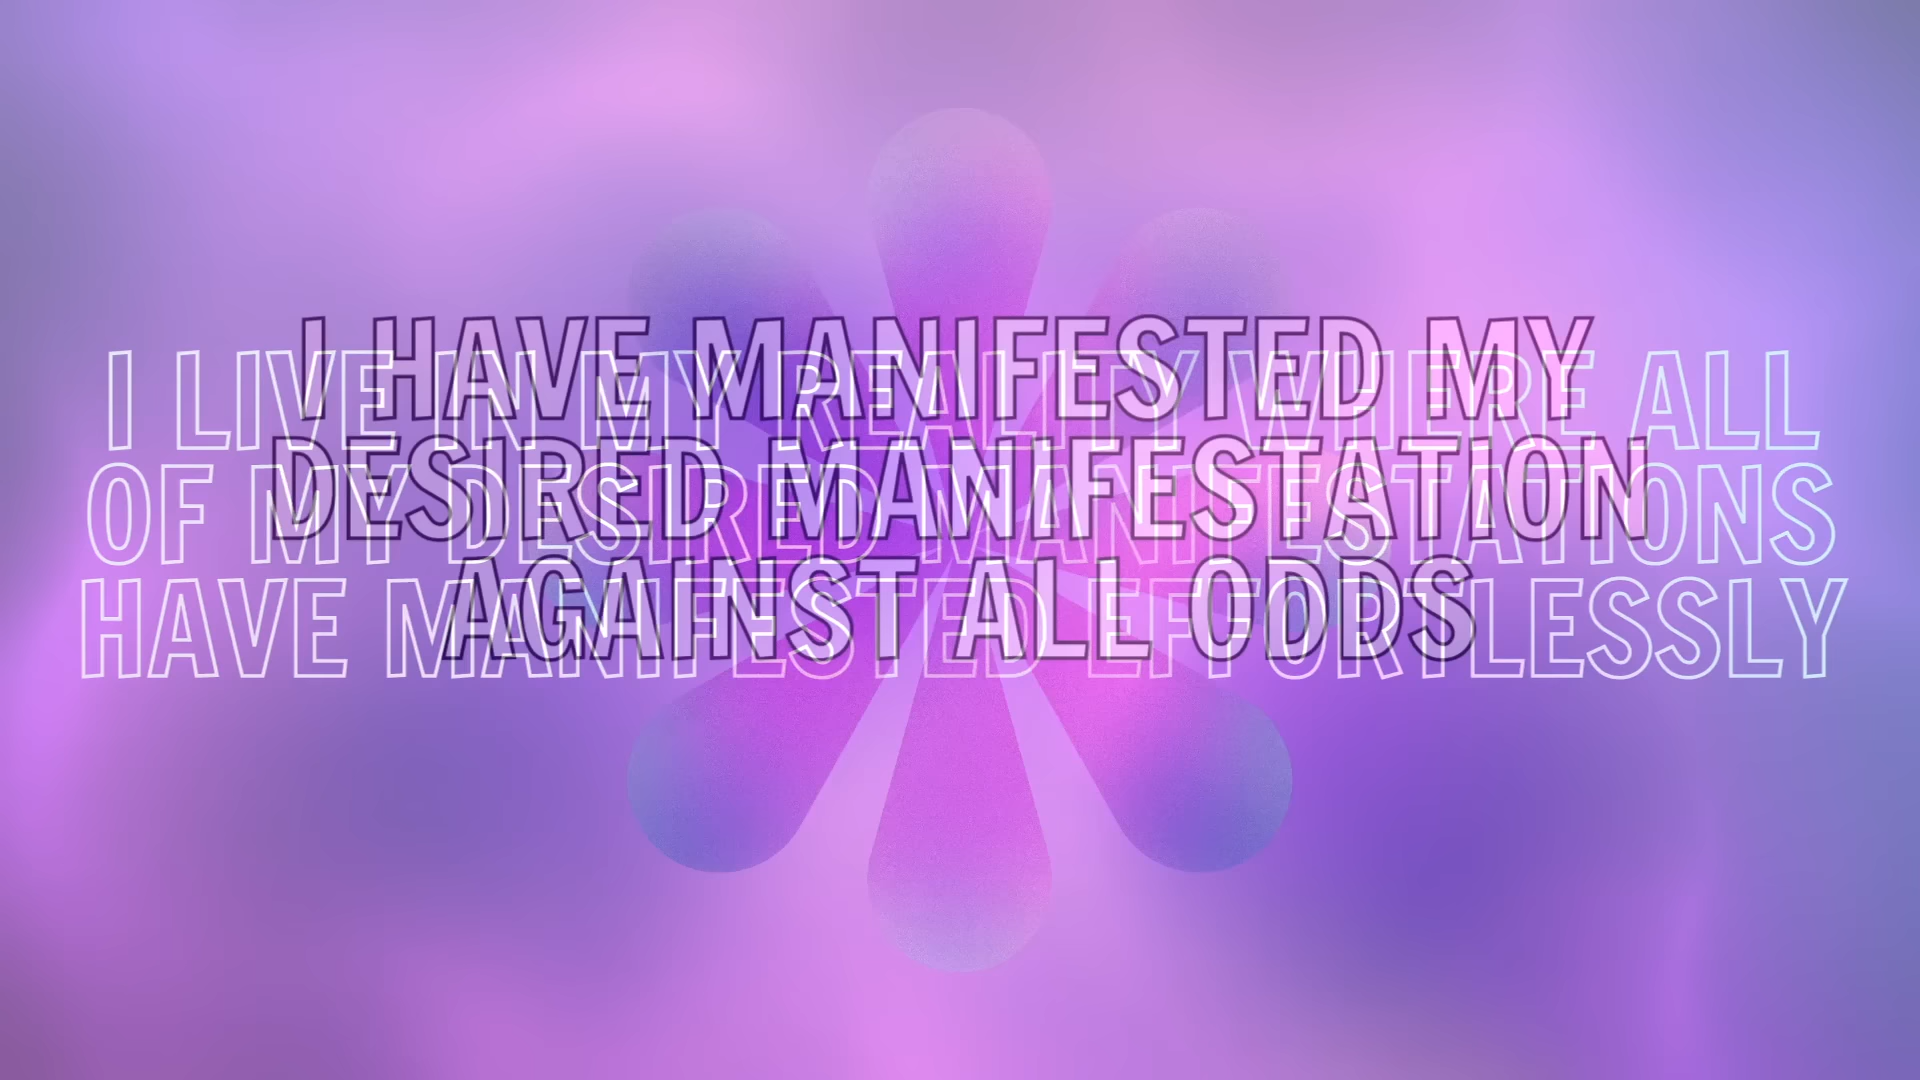 I HAVE MANIFESTED MY
DESIRED MANIFESTATION
AGAINST ALL ODDS
I LIVE IN MY REALITY WHERE ALL
OF MY DESIRED MANIFESTATIONS
HAVE MANIFESTED EFFORTLESSLY